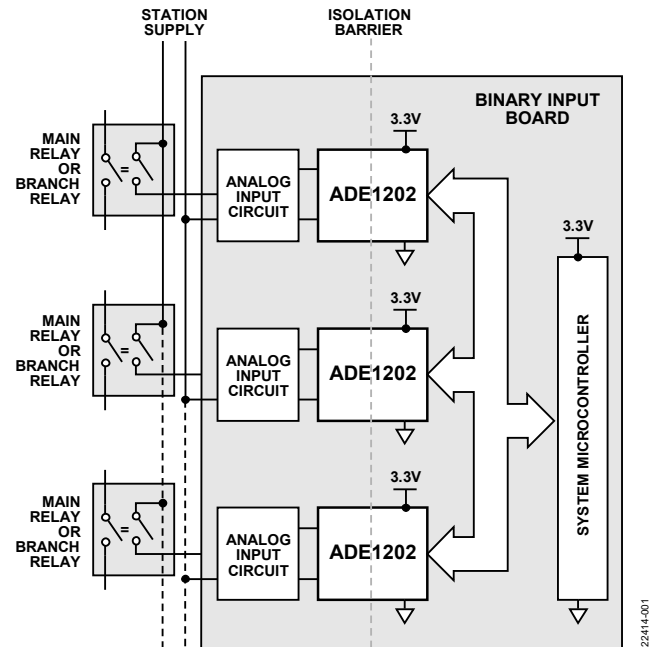 STATION
SUPPLY
ISOLATION
BARRIER
BINARY INPUT
BOARD
MAIN
RELAY
OR
BRANCH
RELAY
=
ANALOG
INPUT
CIRCUIT
3.3V
ADE1202
3.3V
MAIN
RELAY
OR
BRANCH
RELAY
=
ANALOG
INPUT
CIRCUIT
3.3V
ADE1202
SYSTEM MICROCONTROLLER
MAIN
RELAY
OR
BRANCH
RELAY
=
ANALOG
INPUT
CIRCUIT
3.3V
ADE1202
22414-001